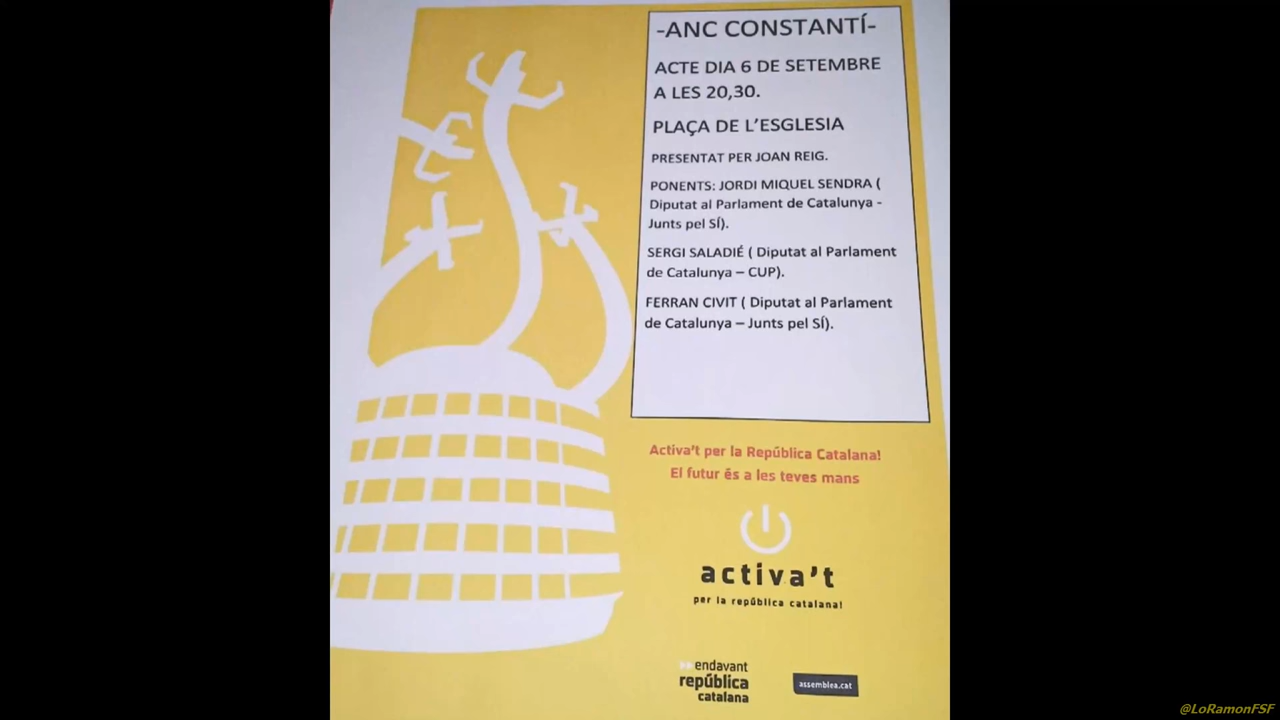 -ANC CONSTANTÍ-
ACTE DIA 6 DE SETEMBRE
A LES 20,30.
PLAÇA DE L’ESGLESIA
PRESENTAT PER JOAN REIG.
PONENTS: JORDI MIQUEL SENDRA (
Diputat al Parlament de Catalunya -
Junts pel SÍ).
SERGI SALADIÉ ( Diputat al Parlament
de Catalunya – CUP).
FERRAN CIVIT ( Diputat al Parlament
de Catalunya – Junts pel SÍ).
Activa’t per la República Catalana!
El futur és a les teves mans
activa’t
per la república catalana!
endavant
república
catalana
assemblea.cat
@LoRamonFSF